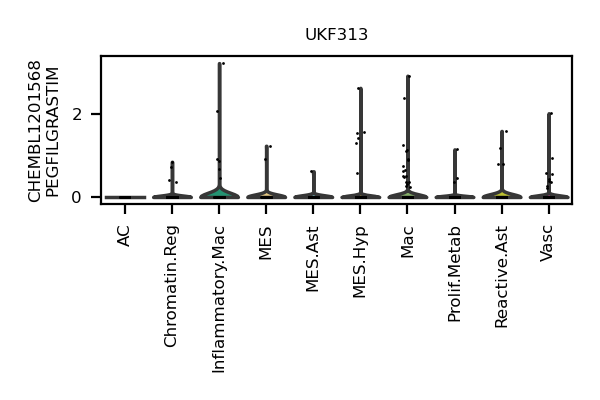 UKF313
CHEMBL1201568
PEGFILGRASTIM
2
0
AC
Chromatin.Reg
Inflammatory.Mac
MES
MES.Ast
MES.Hyp
Mac
Prolif.Metab
Reactive.Ast
Vasc